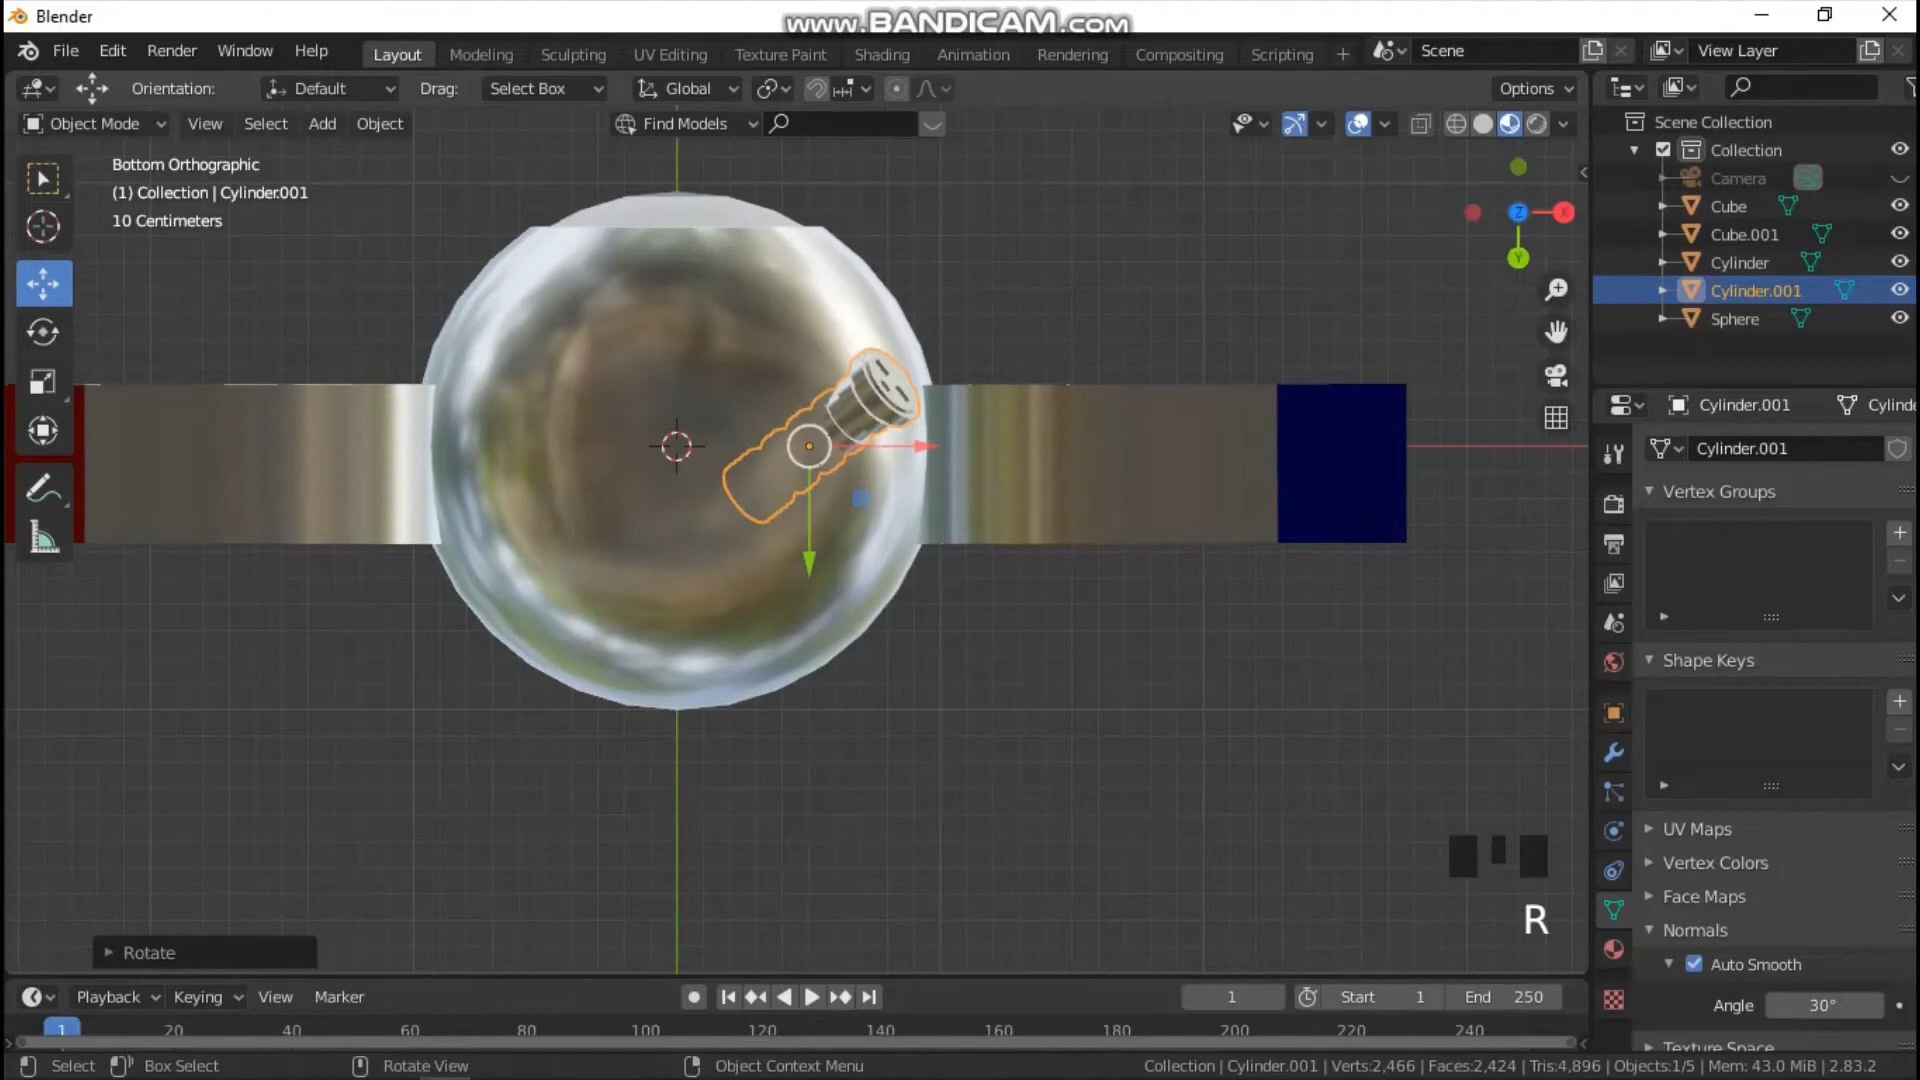 Blender
www.BANDICAM.com
File Edit Render Window Help
Layout Modeling Sculpting UV Editing Texture Paint Shading Animation Rendering Compositing Scripting +
Scene
View Layer
Orientation: Default Drag: Select Box Global Options
Object Mode View Select Add Object Find Models
Bottom Orthographic
(1) Collection | Cylinder.001
10 Centimeters
Z X
Y
Scene Collection
Collection
Camera
Cube
Cube.001
Cylinder
Cylinder.001
Sphere
Cylinder.001 Cylinde
Cylinder.001
Vertex Groups
Shape Keys
UV Maps
Vertex Colors
Face Maps
Normals
Auto Smooth
Angle 30°
Texture Space
R
Rotate
Playback Keying View Marker 1 Start 1 End 250
1 20 40 60 80 100 120 140 160 180 200 220 240
Select Box Select Rotate View Object Context Menu Collection | Cylinder.001 | Verts:2,466 | Faces:2,424 | Tris:4,896 | Objects:1/5 | Mem: 43.0 MiB | 2.83.2